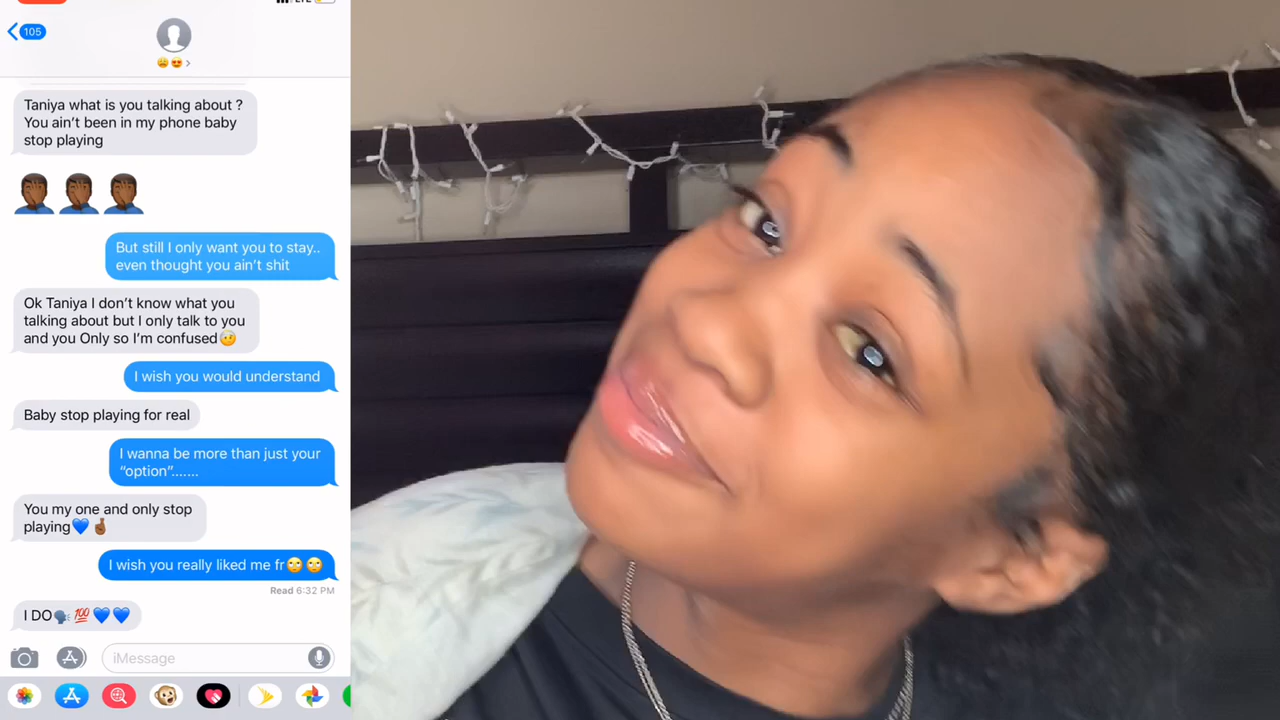 105
Taniya what is you talking about ?
You ain't been in my phone baby
stop playing
But still I only want you to stay..
even thought you ain't shit
Ok Taniya I don't know what you
talking about but I only talk to you
and you Only so I'm confused🤕
I wish you would understand
Baby stop playing for real
I wanna be more than just your
“option”.......
You my one and only stop
playing💙🤞🏾
I wish you really liked me fr🙄 🙄
Read 6:32 PM
I DO🗣💯💙💙
iMessage